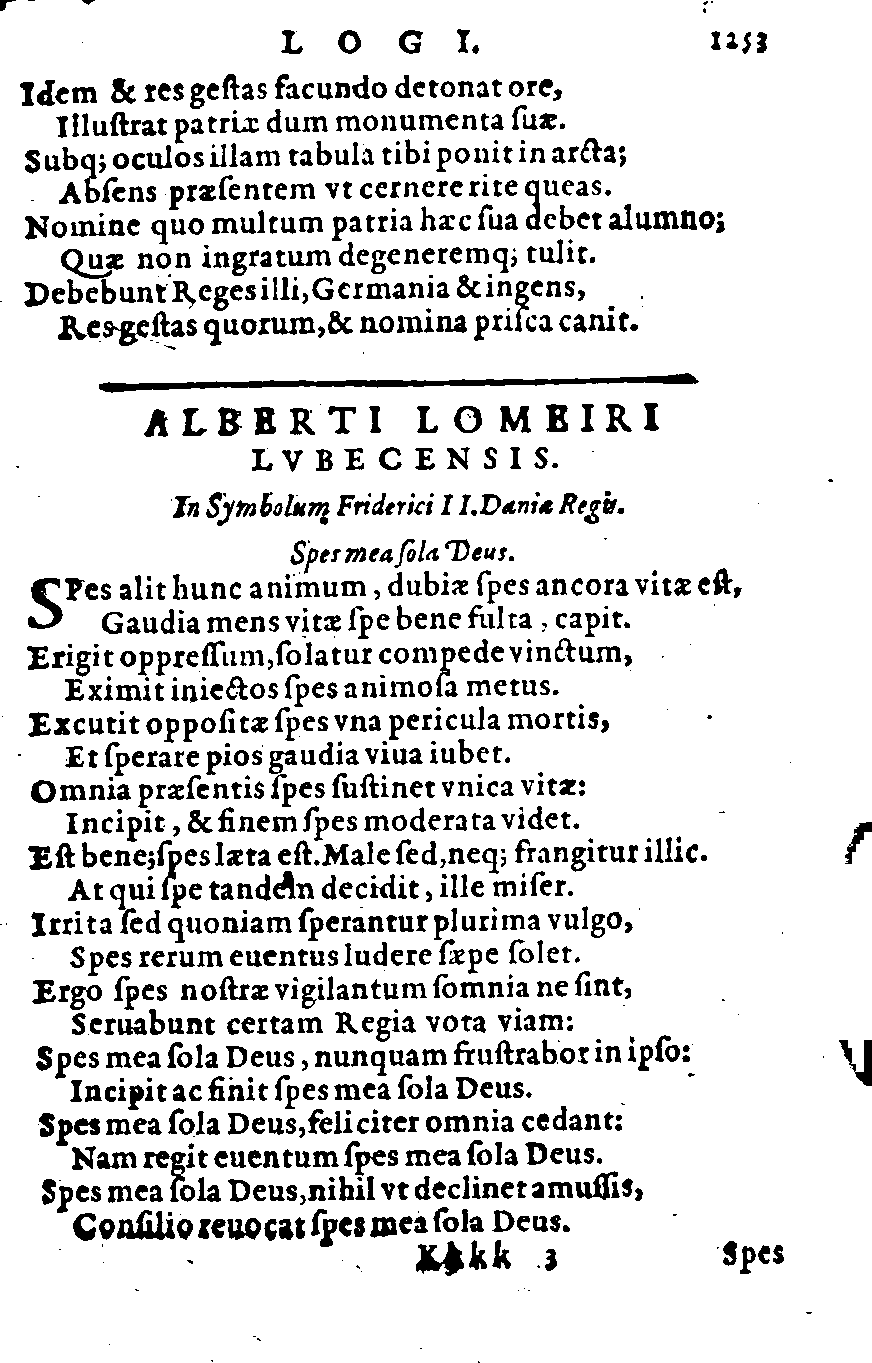 L O G I. 1253
Idem & res geſtas facundo detonat ore,
Illuſtrat patriæ dum monumenta ſuæ.
Subq; oculos illam tabula tibi ponit in arcta;
Abſens præſentem vt cernere rite queas.
Nomine quo multum patria hæc ſua debet alumno;
Quæ non ingratum degeneremq; tulit.
Debebunt Reges illi, Germania & ingens,
Res geſtas quorum, & nomina priſca canit.
ALBERTI LOMEIRI
LVBECENSIS.
In Symbolum Friderici II. Daniæ Regis.
Spes mea ſola Deus.
SPes alit hunc animum, dubiæ ſpes ancora vitæ eſt,
Gaudia mens vitæ ſpe bene fulta, capit.
Erigit oppreſſum, ſolatur compede vinctum,
Eximit iniectos ſpes animoſa metus.
Excutit oppoſitæ ſpes vna pericula mortis,
Et ſperare pios gaudia viua iubet.
Omnia præſentis ſpes ſuſtinet vnica vitæ:
Incipit, & finem ſpes moderata videt.
Eſt bene; ſpes læta eſt. Male ſed, neq; frangitur illic.
At qui ſpe tandem decidit, ille miſer.
Irrita ſed quoniam ſperantur plurima vulgo,
Spes rerum euentus ludere ſæpe ſolet.
Ergo ſpes noſtræ vigilantum ſomnia ne ſint,
Seruabunt certam Regia vota viam:
Spes mea ſola Deus, nunquam fruſtrabor in ipſo:
Incipit ac finit ſpes mea ſola Deus.
Spes mea ſola Deus, feliciter omnia cedant:
Nam regit euentum ſpes mea ſola Deus.
Spes mea ſola Deus, nihil vt declinet amuſſis,
Conſilio reuocat ſpes mea ſola Deus.
Kkkk 3 Spes